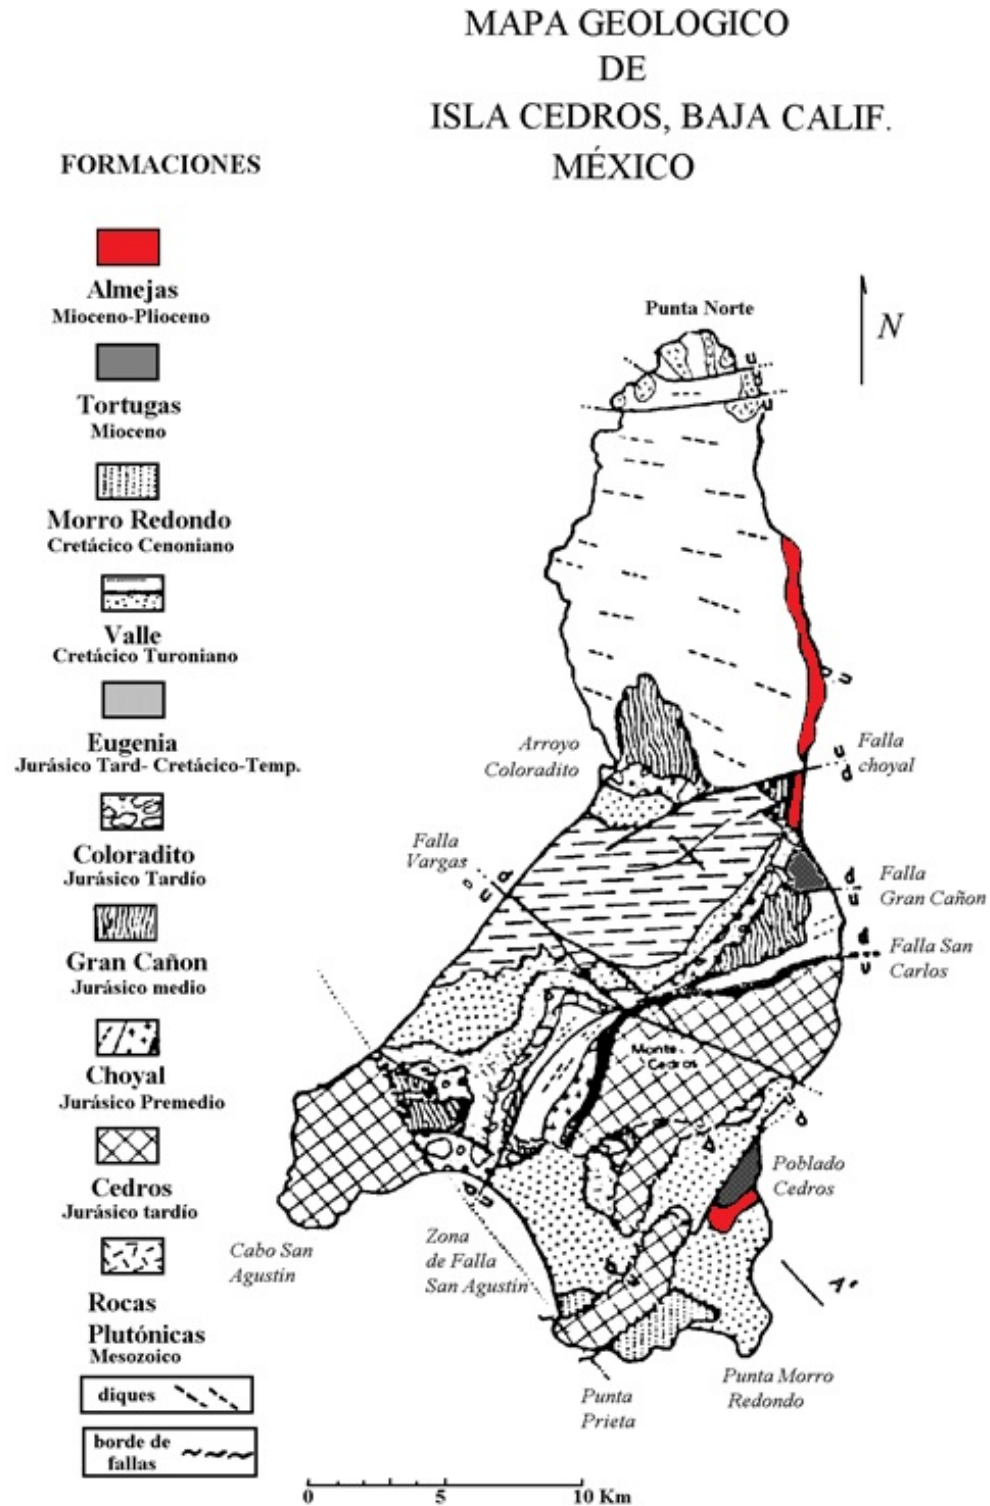 MAPA GEOLOGICO
DE
ISLA CEDROS, BAJA CALIF.
MÉXICO
FORMACIONES
Almejas
Mioceno-Plioceno
Tortugas
Mioceno
Morro Redondo
Cretácico Cenoniano
Valle
Cretácico Turoniano
Eugenia
Jurásico Tard- Cretácico-Temp.
Coloradito
Jurásico Tardío
Gran Cañon
Jurásico medio
Choyal
Jurásico Premedio
Cedros
Jurásico tardío
Rocas
Plutónicas
Mesozoico
diques
borde de
fallas
Punta Norte
N
u
d
u
D
U
Arroyo
Coloradito
Falla
choyal
u
d
Falla
Vargas
d
u
Falla
Gran Cañon
d
u
Falla San
Carlos
d
u
Monte
Cedros
u
d
d
Poblado
Cedros
d
u
Cabo San
Agustin
Zona
de Falla
San Agustin
d
u
Punta Morro
Redondo
Punta
Prieta
0
5
10 Km